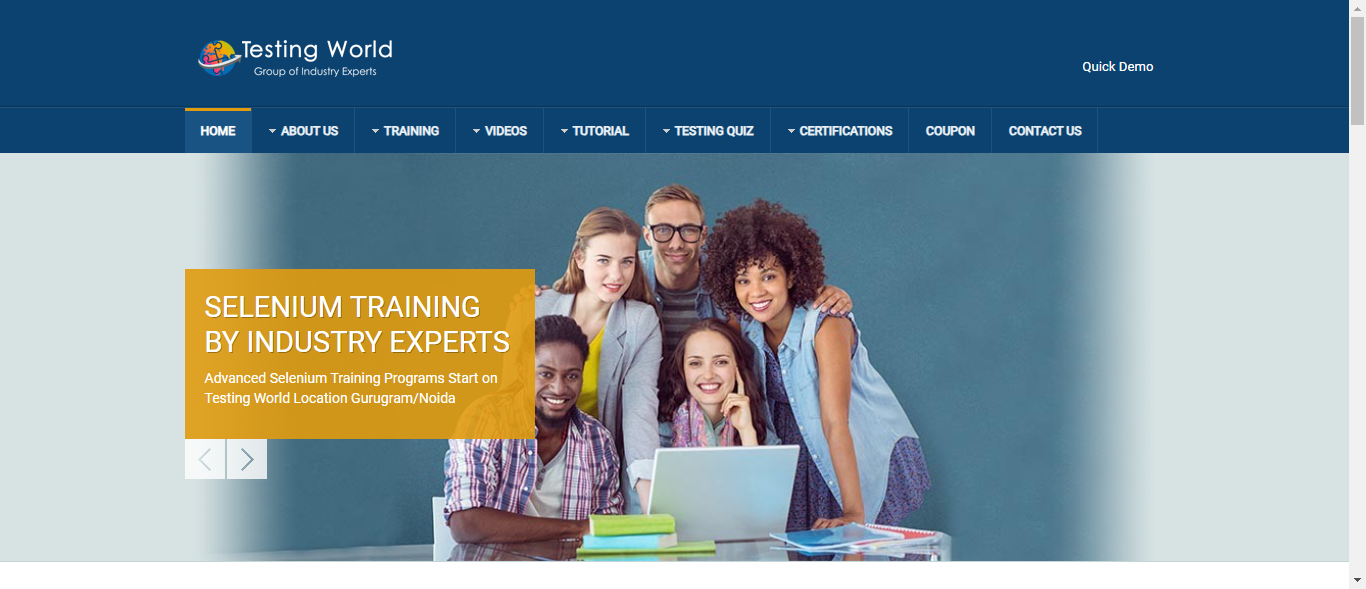 Testing World
Group of Industry Experts
Quick Demo
HOME ABOUT US TRAINING VIDEOS TUTORIAL TESTING QUIZ CERTIFICATIONS COUPON CONTACT US
SELENIUM TRAINING
BY INDUSTRY EXPERTS
Advanced Selenium Training Programs Start on
Testing World Location Gurugram/Noida